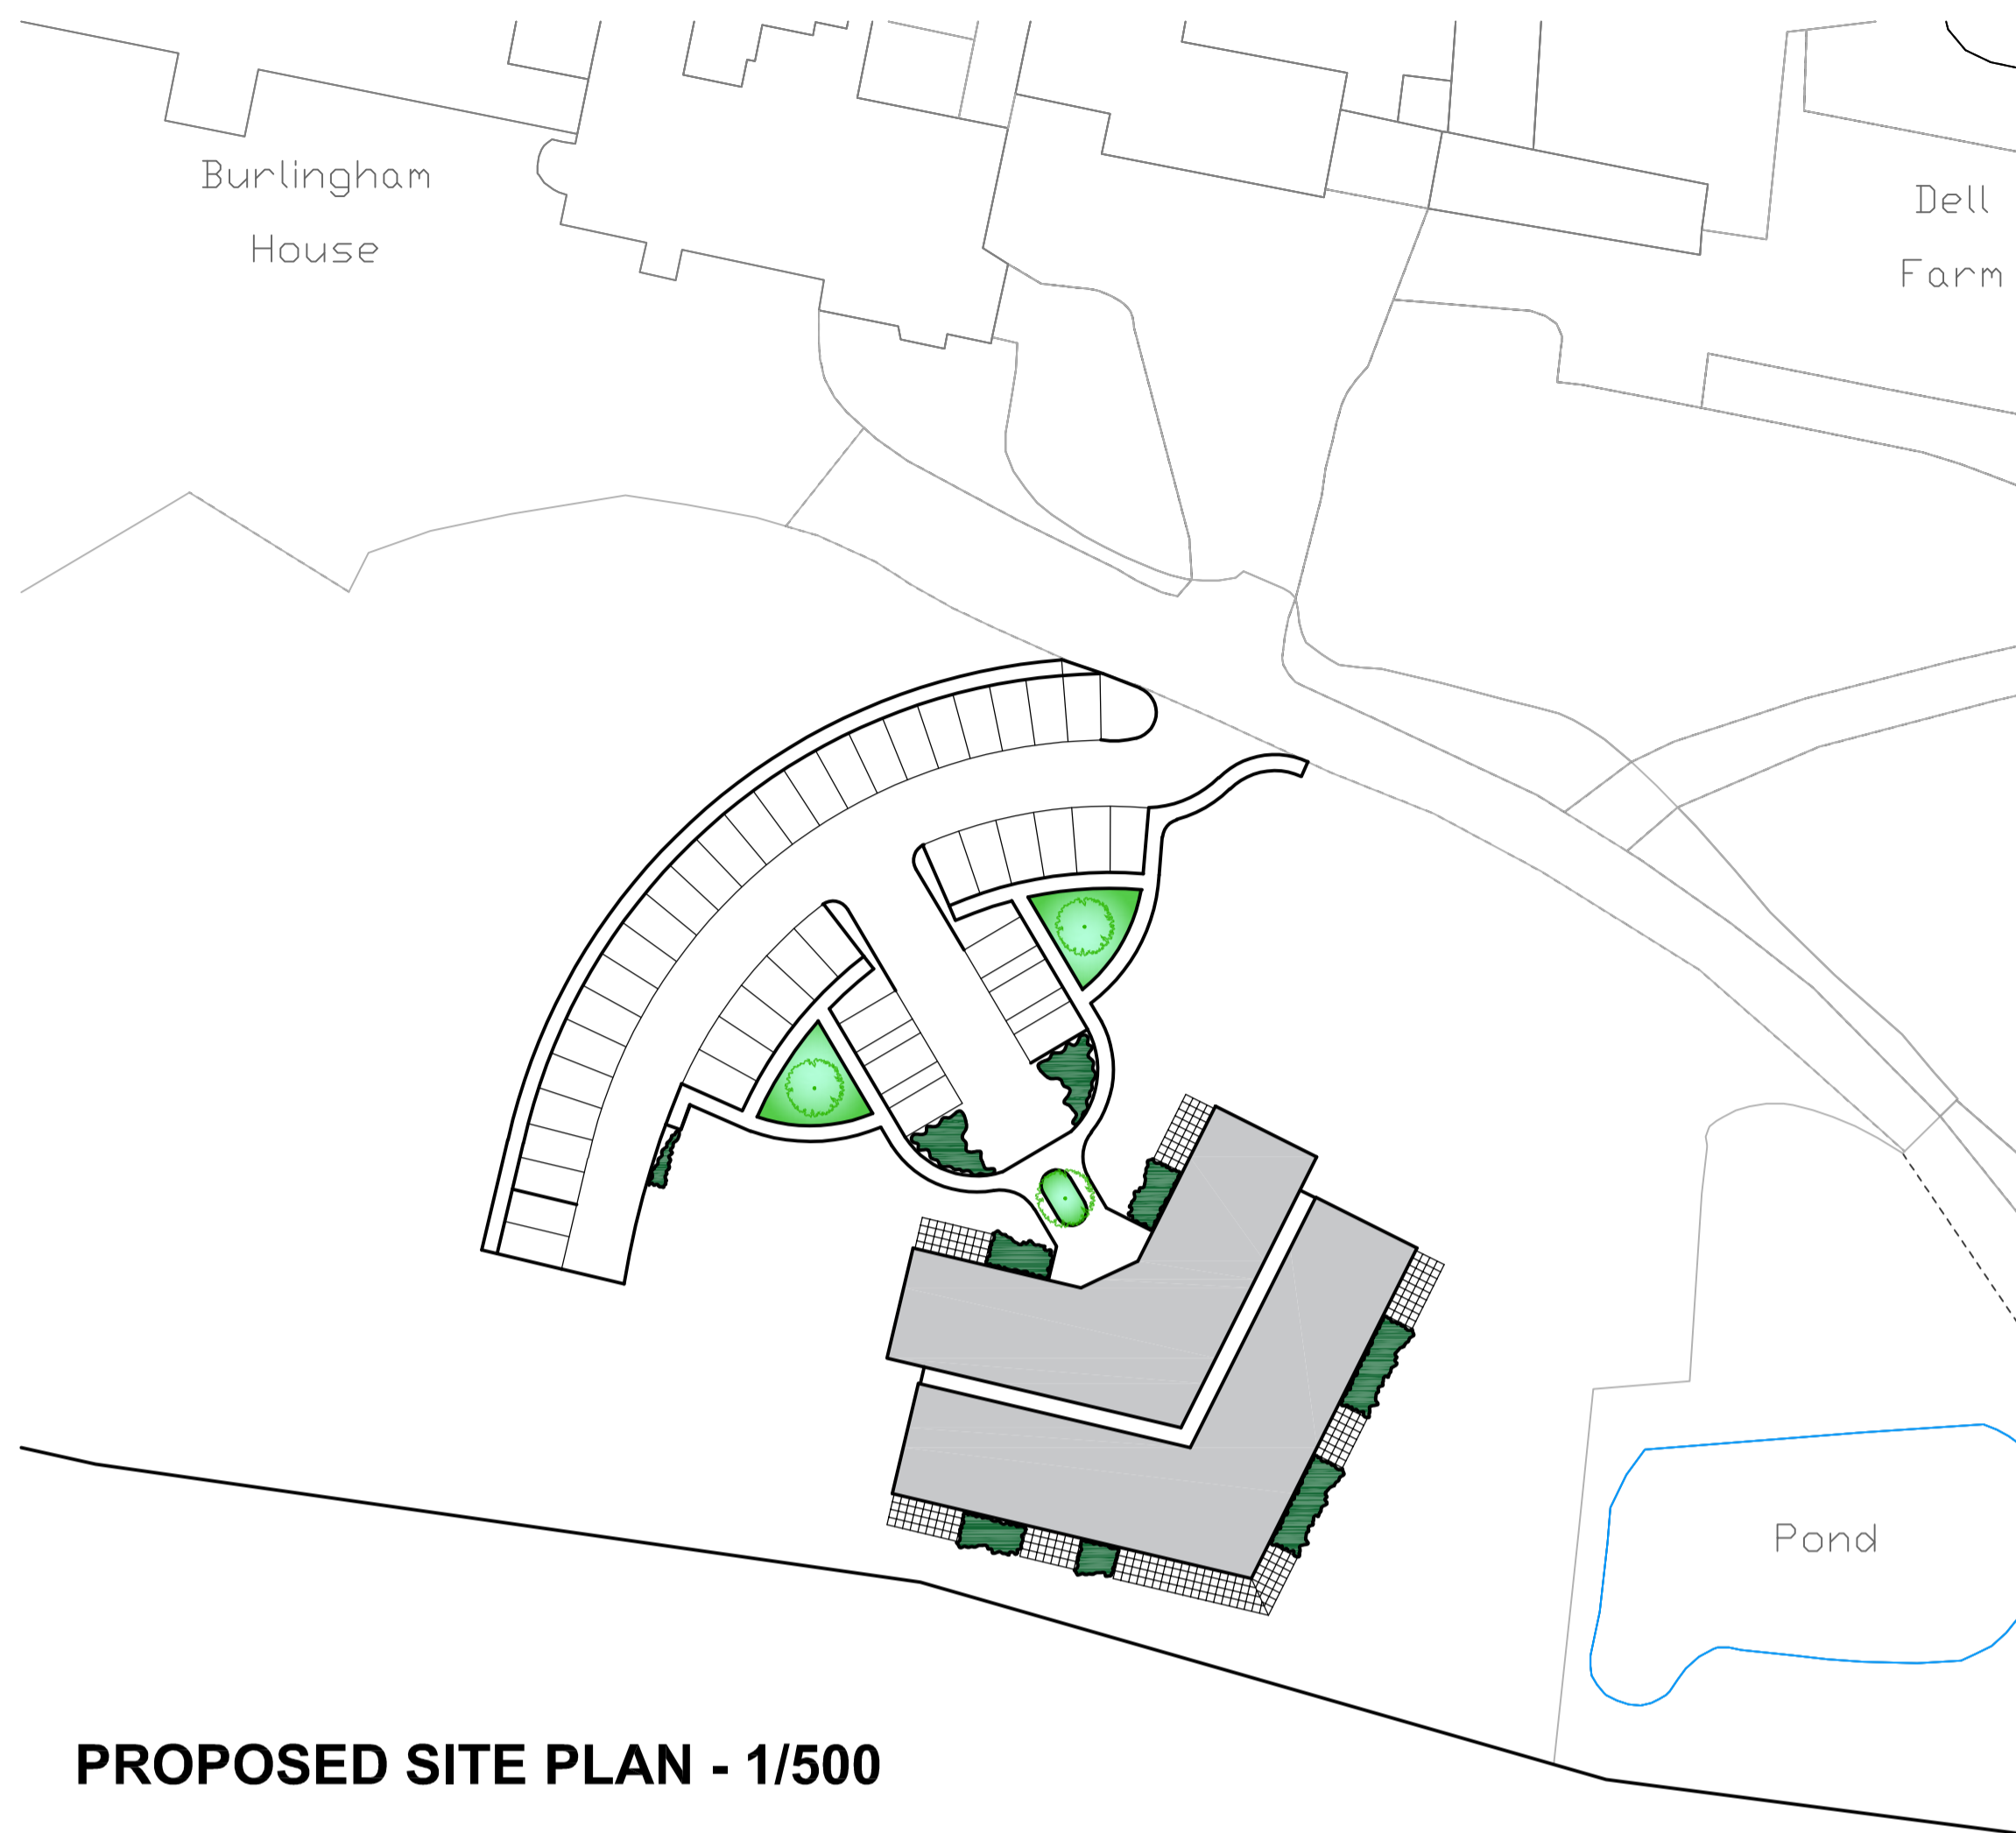 Burlingham
House
Dell
Farm
Pond
PROPOSED SITE PLAN - 1/500